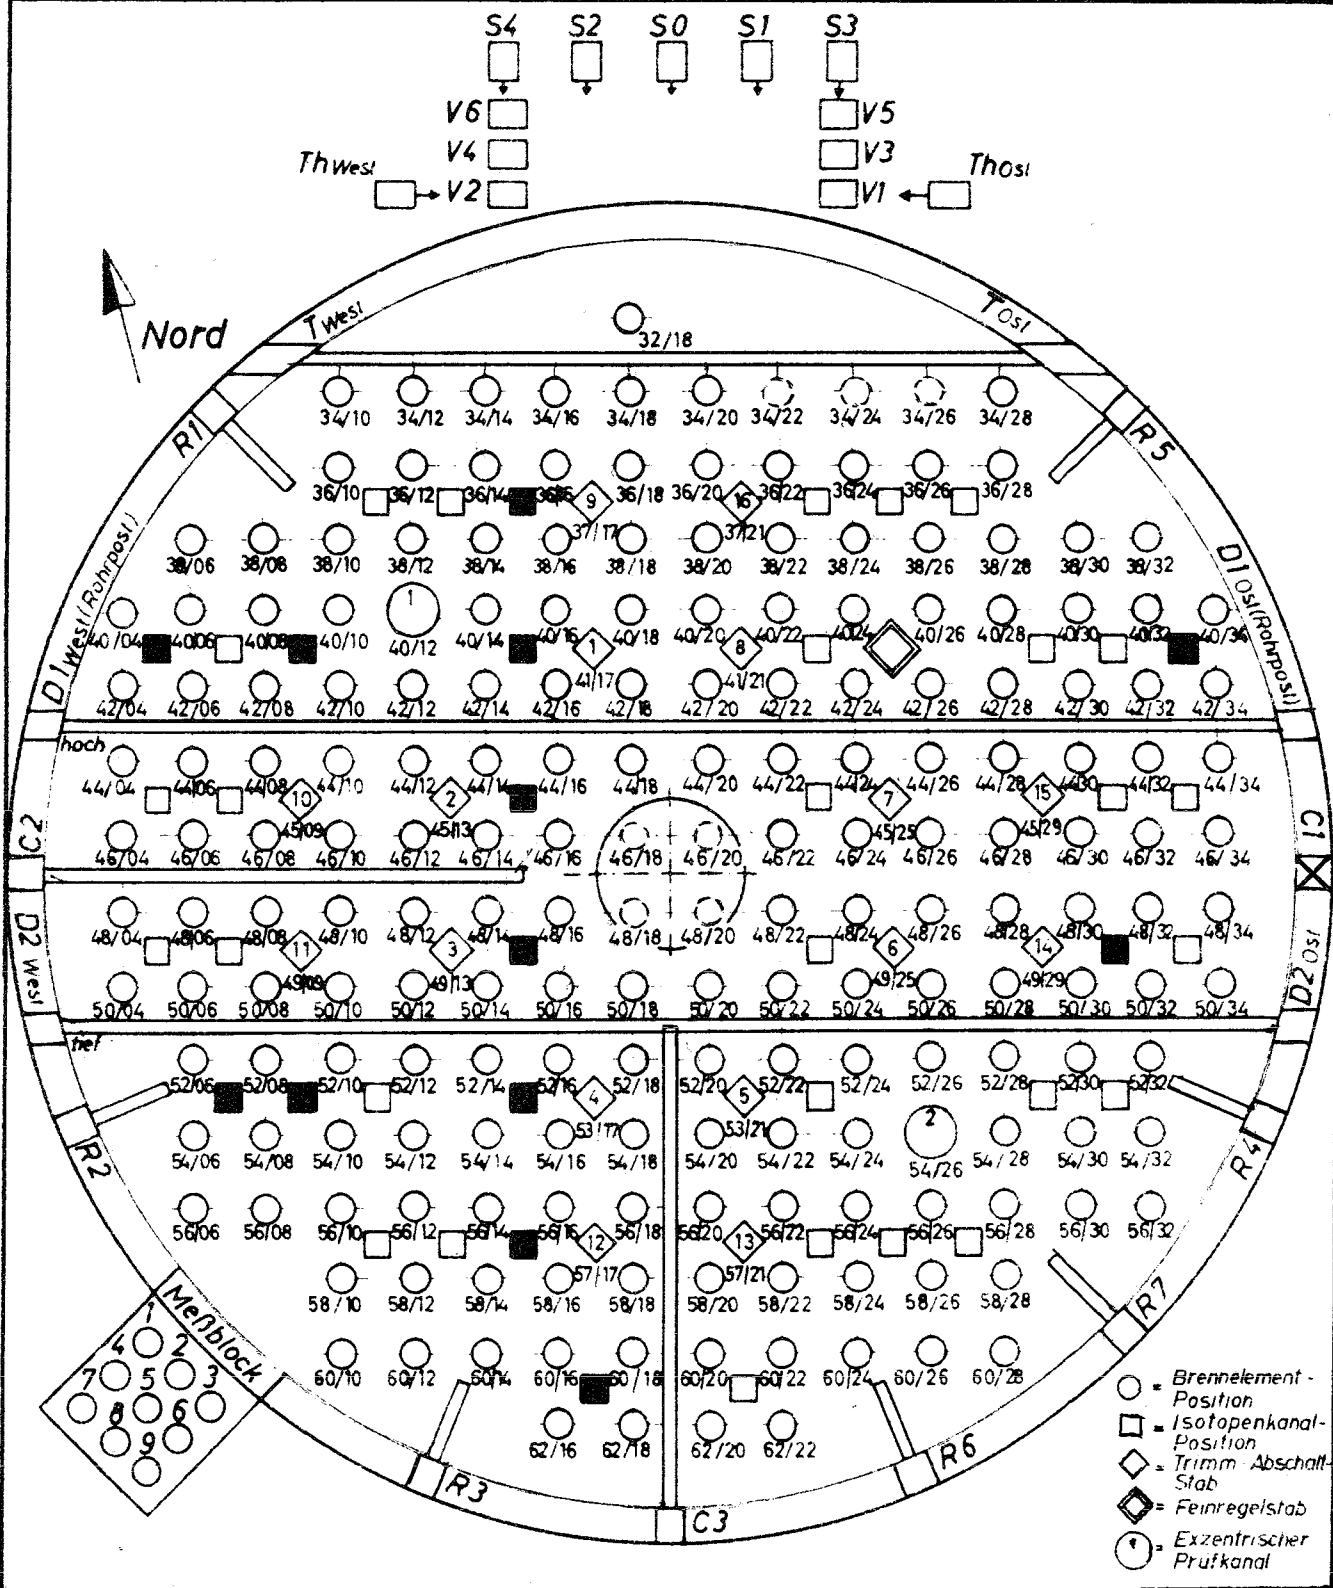 S4 S2 S0 S1 S3
V6 V5
V4 V3
Th West V2 V1 Th Ost
Nord
T West T Ost
32/18
34/10 34/12 34/14 34/16 34/18 34/20 34/22 34/24 34/26 34/28
R1 R5
36/10 36/12 36/14 36/16 36/18 36/20 36/22 36/24 36/26 36/28
9 16
37/17 37/21
38/06 38/08 38/10 38/12 38/14 38/16 38/18 38/20 38/22 38/24 38/26 38/28 38/30 38/32
D1 West (Rohrpost) D1 Ost (Rohrpost)
1
40/04 40/06 40/08 40/10 40/12 40/14 40/16 40/18 40/20 40/22 40/24 40/26 40/28 40/30 40/32 40/36
1 8
41/17 41/21
42/04 42/06 42/08 42/10 42/12 42/14 42/16 42/18 42/20 42/22 42/24 42/26 42/28 42/30 42/32 42/34
hoch
44/04 44/06 44/08 44/10 44/12 44/14 44/16 44/18 44/20 44/22 44/24 44/26 44/28 44/30 44/32 44/34
10 2 7 15
45/09 45/13 45/25 45/29
C2 C1
46/04 46/06 46/08 46/10 46/12 46/14 46/16 46/18 46/20 46/22 46/24 46/26 46/28 46/30 46/32 46/34
48/04 48/06 48/08 48/10 48/12 48/14 48/16 48/18 48/20 48/22 48/24 48/26 48/28 48/30 48/32 48/34
D2 West D2 Ost
11 3 6 14
49/09 49/13 49/25 49/29
50/04 50/06 50/08 50/10 50/12 50/14 50/16 50/18 50/20 50/22 50/24 50/26 50/28 50/30 50/32 50/34
tief
52/06 52/08 52/10 52/12 52/14 52/16 52/18 52/20 52/22 52/24 52/26 52/28 52/30 52/32
4 5
53/17 53/21
2
R2 R4
54/06 54/08 54/10 54/12 54/14 54/16 54/18 54/20 54/22 54/24 54/26 54/28 54/30 54/32
56/06 56/08 56/10 56/12 56/14 56/16 56/18 56/20 56/22 56/24 56/26 56/28 56/30 56/32
12 13
57/17 57/21
58/10 58/12 58/14 58/16 58/18 58/20 58/22 58/24 58/26 58/28
R7
Meßblock
1
4 2
7 5 3
8 6
9
60/10 60/12 60/14 60/16 60/18 60/20 60/22 60/24 60/26 60/28
62/16 62/18 62/20 62/22
R3 R6
C3
= Brennelement-
Position
= Isotopenkanal-
Position
= Trimm-Abschalt-
Stab
= Feinregelstab
= Exzentrischer
Prüfkanal